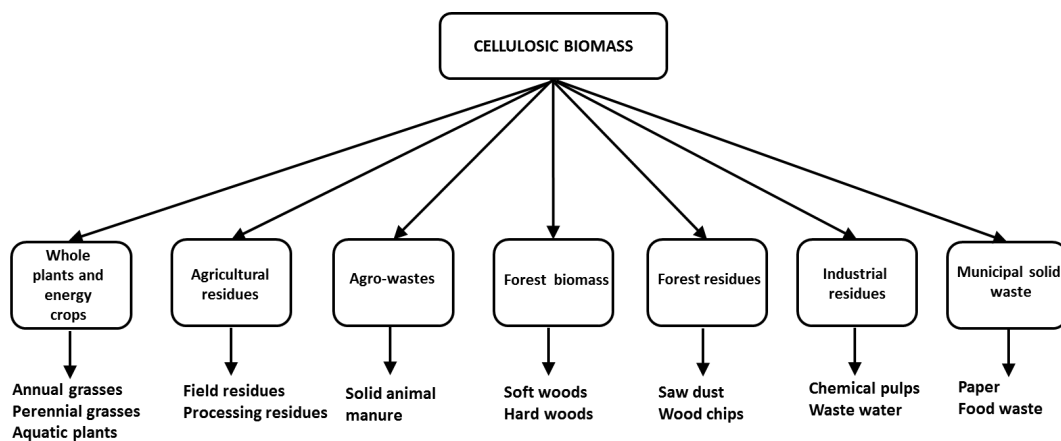 CELLULOSIC BIOMASS
Whole
plants and
energy
crops
Agricultural
residues
Agro-wastes
Forest biomass
Forest residues
Industrial
residues
Municipal solid
waste
Annual grasses
Perennial grasses
Aquatic plants
Field residues
Processing residues
Solid animal
manure
Soft woods
Hard woods
Saw dust
Wood chips
Chemical pulps
Waste water
Paper
Food waste